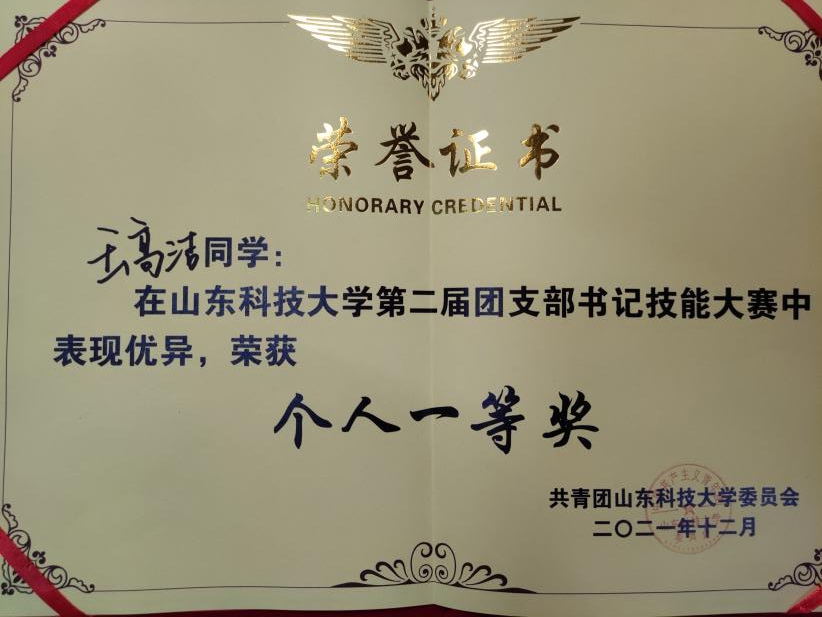 荣誉证书
HONORARY CREDENTIAL
王高洁同学：
在山东科技大学第二届团支部书记技能大赛中
表现优异，荣获
个人一等奖
共青团山东科技大学委员会
二〇二一年十二月